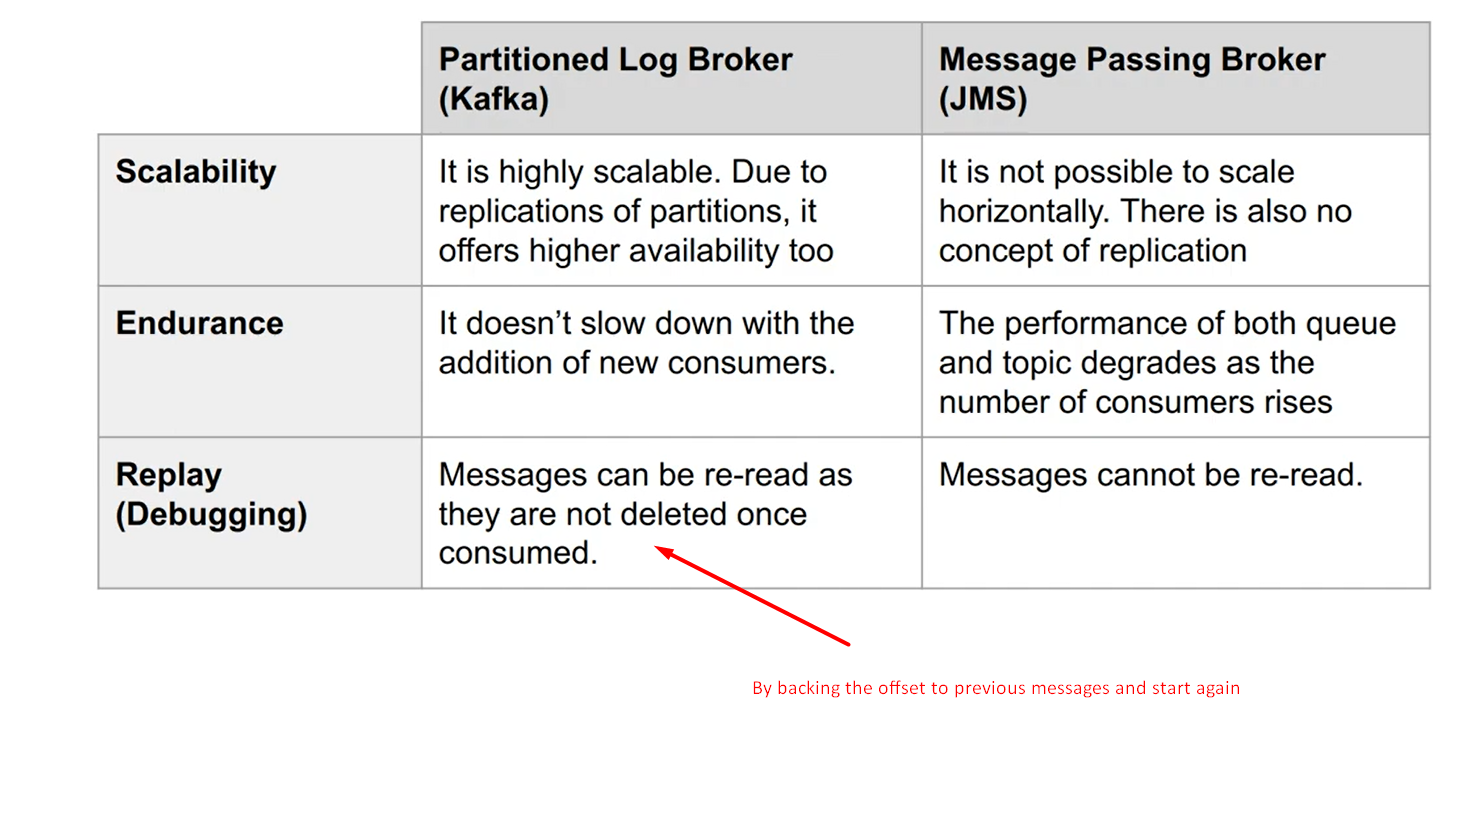 Partitioned Log Broker
(Kafka)
Message Passing Broker
(JMS)
Scalability
It is highly scalable. Due to
replications of partitions, it
offers higher availability too
It is not possible to scale
horizontally. There is also no
concept of replication
Endurance
It doesn’t slow down with the
addition of new consumers.
The performance of both queue
and topic degrades as the
number of consumers rises
Replay
(Debugging)
Messages can be re-read as
they are not deleted once
consumed.
Messages cannot be re-read.
By backing the offset to previous messages and start again